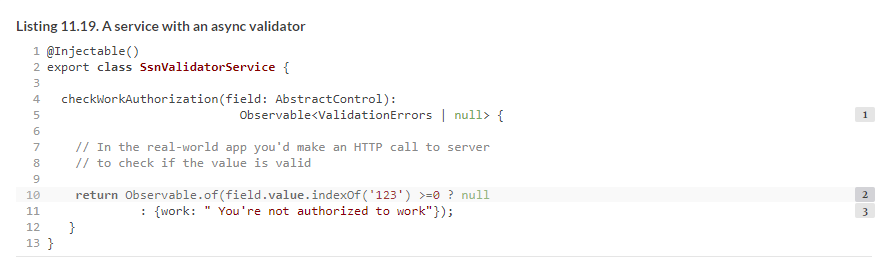 Listing 11.19. A service with an async validator
1 @Injectable()
2 export class SsnValidatorService {
3
4   checkWorkAuthorization(field: AbstractControl):
5                            Observable<ValidationErrors | null> { 1
6
7     // In the real-world app you'd make an HTTP call to server
8     // to check if the value is valid
9
10     return Observable.of(field.value.indexOf('123') >=0 ? null 2
11              : {work: " You're not authorized to work"}); 3
12    }
13 }